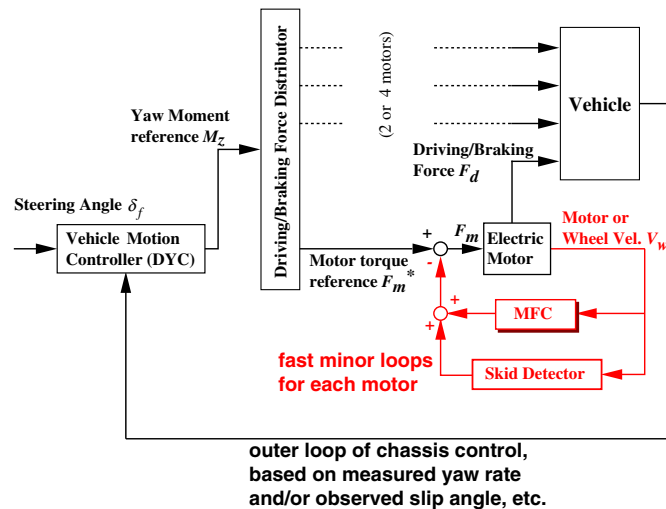 Driving/Braking Force Distributor
(2 or 4 motors)
Vehicle
Yaw Moment
reference Mz
Driving/Braking
Force Fd
Steering Angle δf
Vehicle Motion
Controller (DYC)
+
Fm
-
Electric
Motor
Motor or
Wheel Vel. Vw
Motor torque
reference Fm*
+
+
MFC
Skid Detector
fast minor loops
for each motor
outer loop of chassis control,
based on measured yaw rate
and/or observed slip angle, etc.